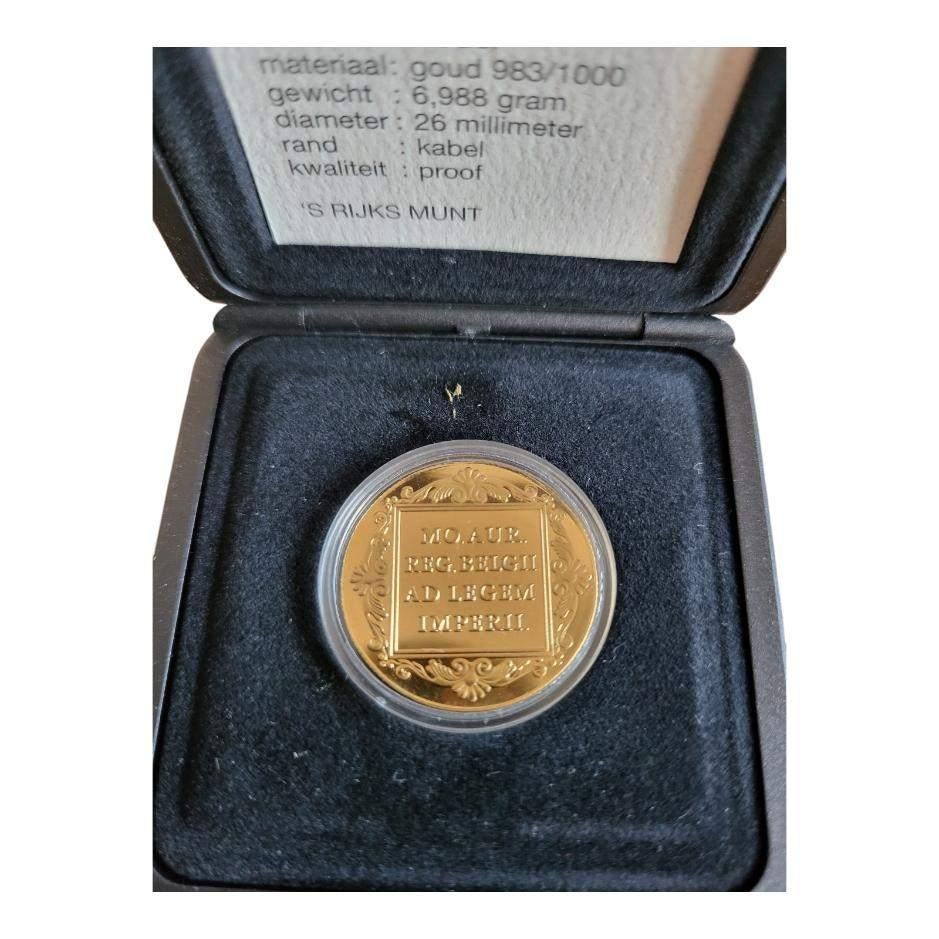 materiaal: goud 983/1000
gewicht : 6,988 gram
diameter : 26 millimeter
rand : kabel
kwaliteit : proof
'S RIJKS MUNT
MO.AUR.
REG.BELGII
AD LEGEM
IMPERII.